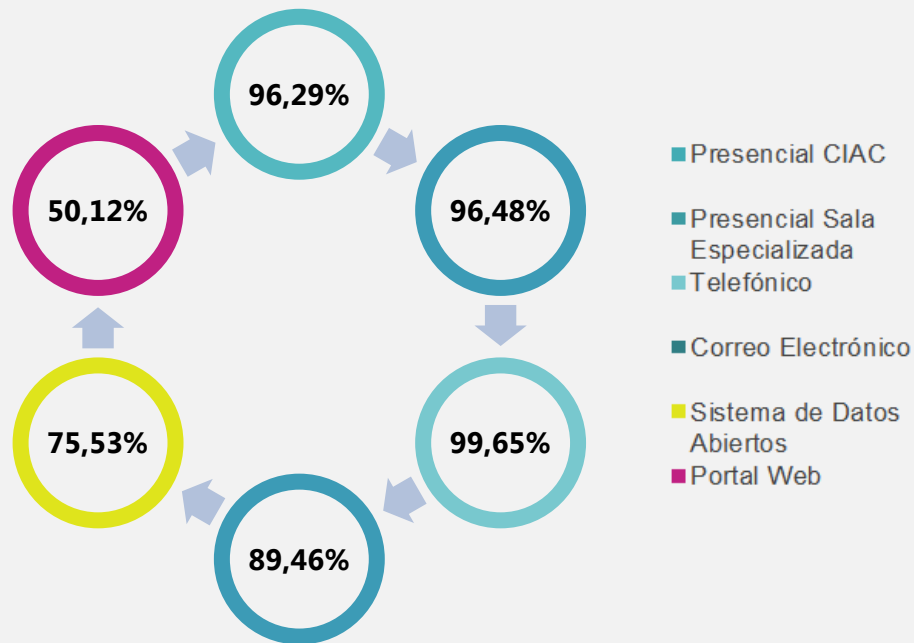 96,29%
96,48%
99,65%
89,46%
75,53%
50,12%
Presencial CIAC
Presencial Sala
Especializada
Telefónico
Correo Electrónico
Sistema de Datos
Abiertos
Portal Web